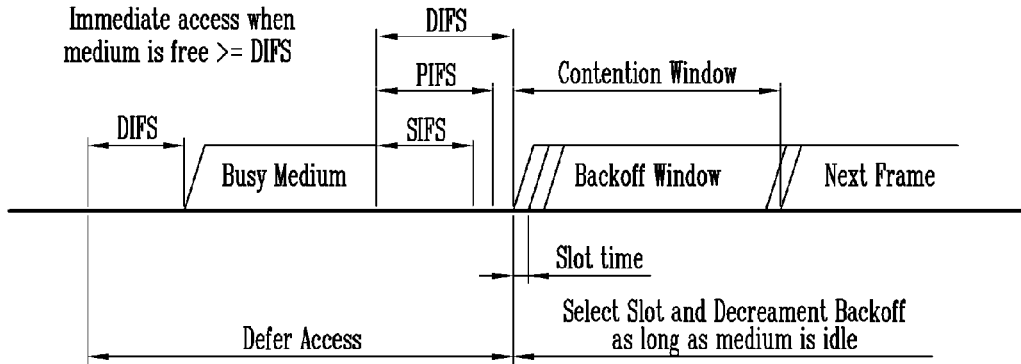 Immediate access when
medium is free >= DIFS
DIFS
PIFS
Contention Window
DIFS
SIFS
Busy Medium
Backoff Window
Next Frame
Slot time
Defer Access
Select Slot and Decreament Backoff
as long as medium is idle